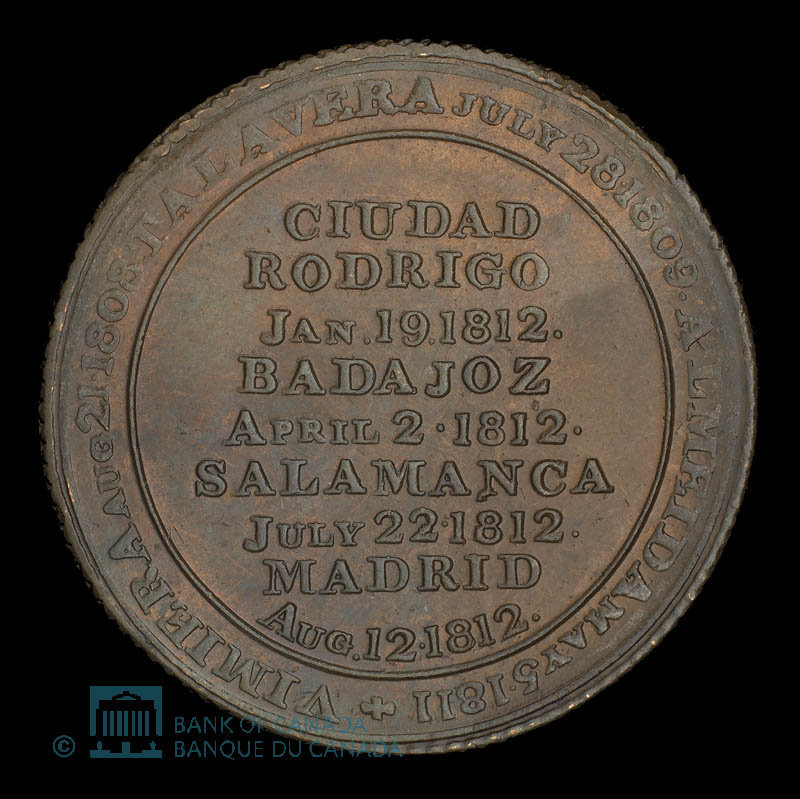 VIMIERA AUG 21·1808·TALAVERA JULY 28·1809·ALMEIDA MAY 5·1811
CIUDAD
RODRIGO
JAN. 19.1812.
BADAJOZ
APRIL 2·1812.
SALAMANCA
JULY 22·1812.
MADRID
AUG. 12·1812.
© BANK OF CANADA
BANQUE DU CANADA